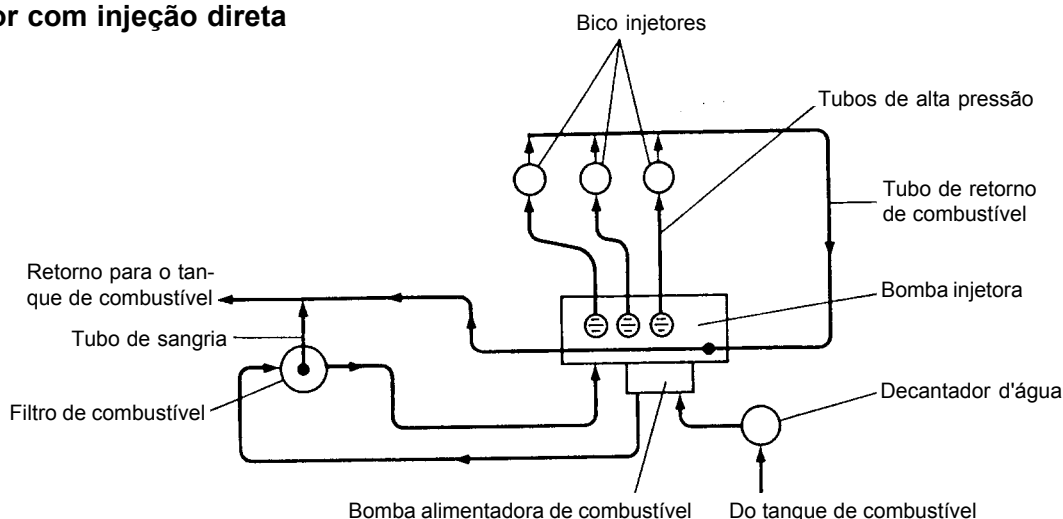 or com injeção direta
Bico injetores
Tubos de alta pressão
Tubo de retorno
de combustível
Retorno para o tan-
que de combustível
Bomba injetora
Tubo de sangria
Decantador d'água
Filtro de combustível
Bomba alimentadora de combustível
Do tanque de combustível